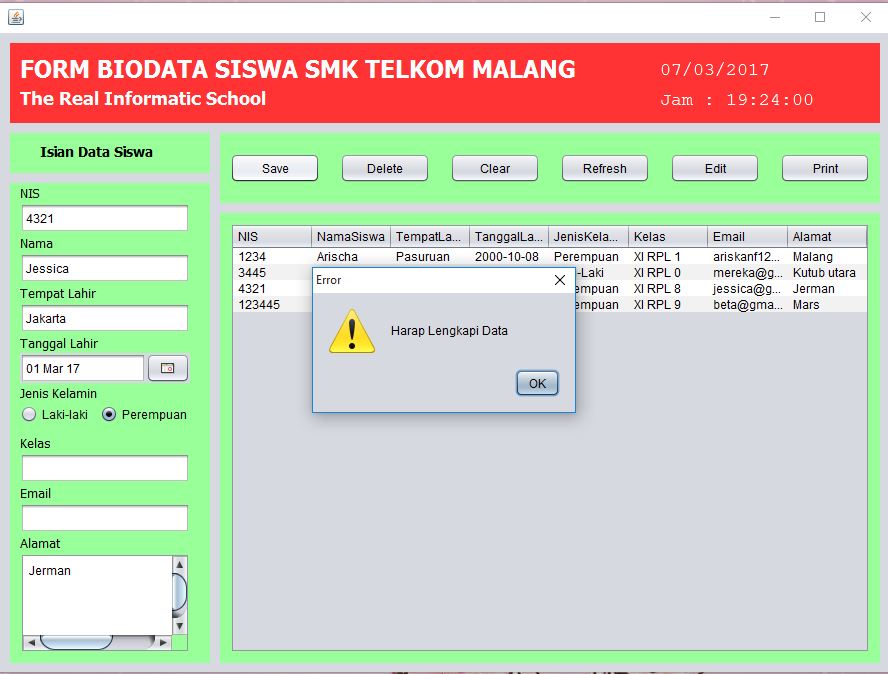 FORM BIODATA SISWA SMK TELKOM MALANG
The Real Informatic School
07/03/2017
Jam : 19:24:00
Isian Data Siswa
Save Delete Clear Refresh Edit Print
NIS
4321
Nama
Jessica
Tempat Lahir
Jakarta
Tanggal Lahir
01 Mar 17
Jenis Kelamin
Laki-laki Perempuan
Kelas
Email
Alamat
Jerman
NIS NamaSiswa TempatLa... TanggalLa... JenisKela... Kelas Email Alamat
1234 Arischa Pasuruan 2000-10-08 Perempuan XI RPL 1 ariskanf12... Malang
3445 -Laki XI RPL 0 mereka@g... Kutub utara
4321 empuan XI RPL 8 jessica@g... Jerman
123445 empuan XI RPL 9 beta@gma... Mars
Error
Harap Lengkapi Data
OK